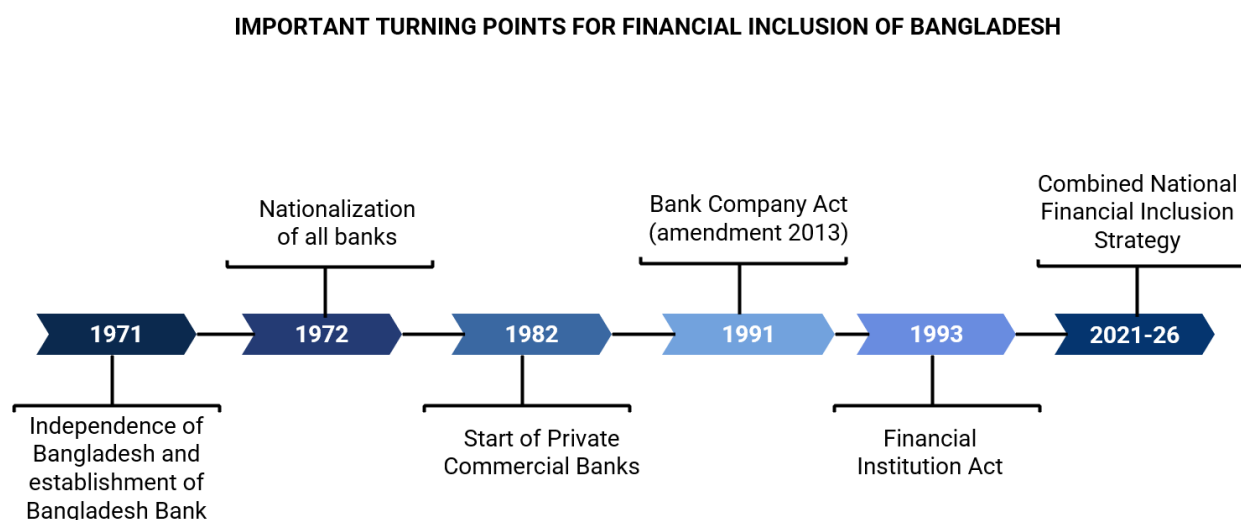 IMPORTANT TURNING POINTS FOR FINANCIAL INCLUSION OF BANGLADESH
1971
Independence of
Bangladesh and
establishment of
Bangladesh Bank
Nationalization
of all banks
1972
1982
Start of Private
Commercial Banks
Bank Company Act
(amendment 2013)
1991
1993
Financial
Institution Act
Combined National
Financial Inclusion
Strategy
2021-26